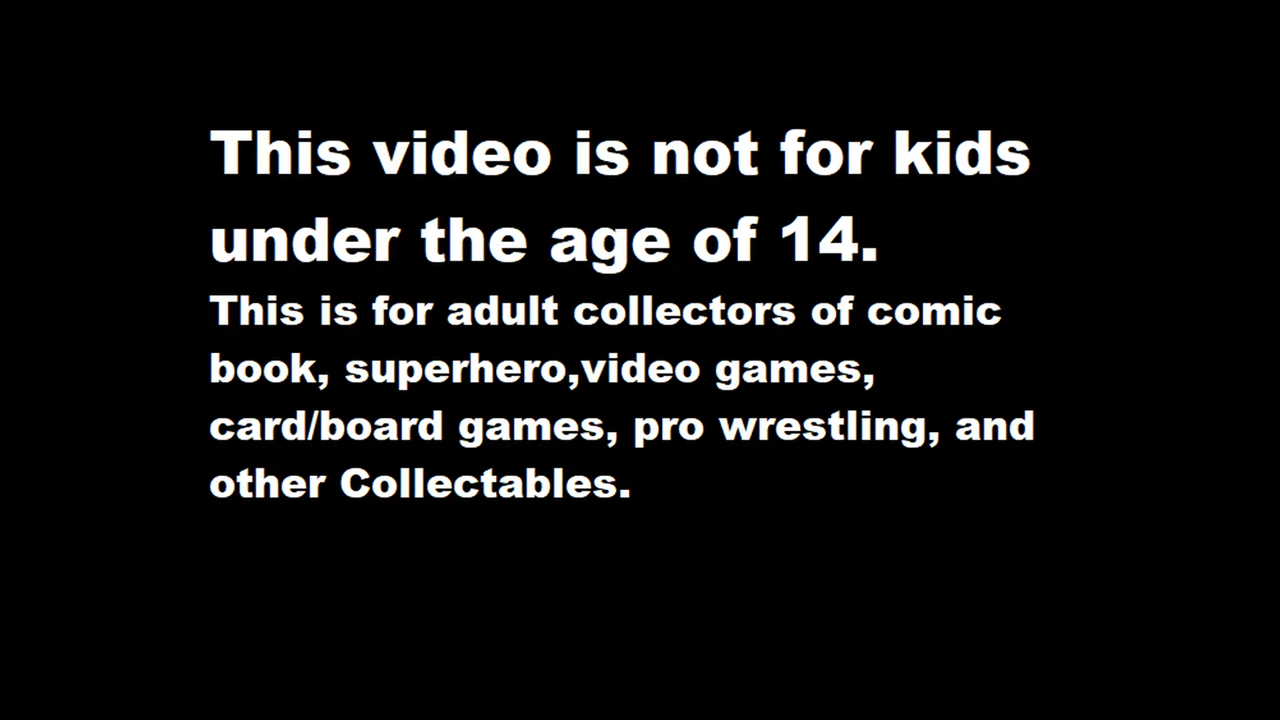 This video is not for kids
under the age of 14.
This is for adult collectors of comic
book, superhero,video games,
card/board games, pro wrestling, and
other Collectables.